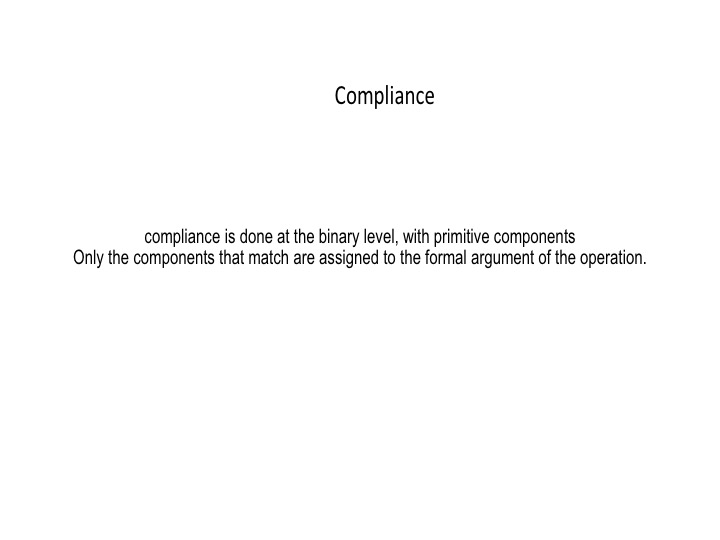 Compliance
compliance is done at the binary level, with primitive components
Only the components that match are assigned to the formal argument of the operation.